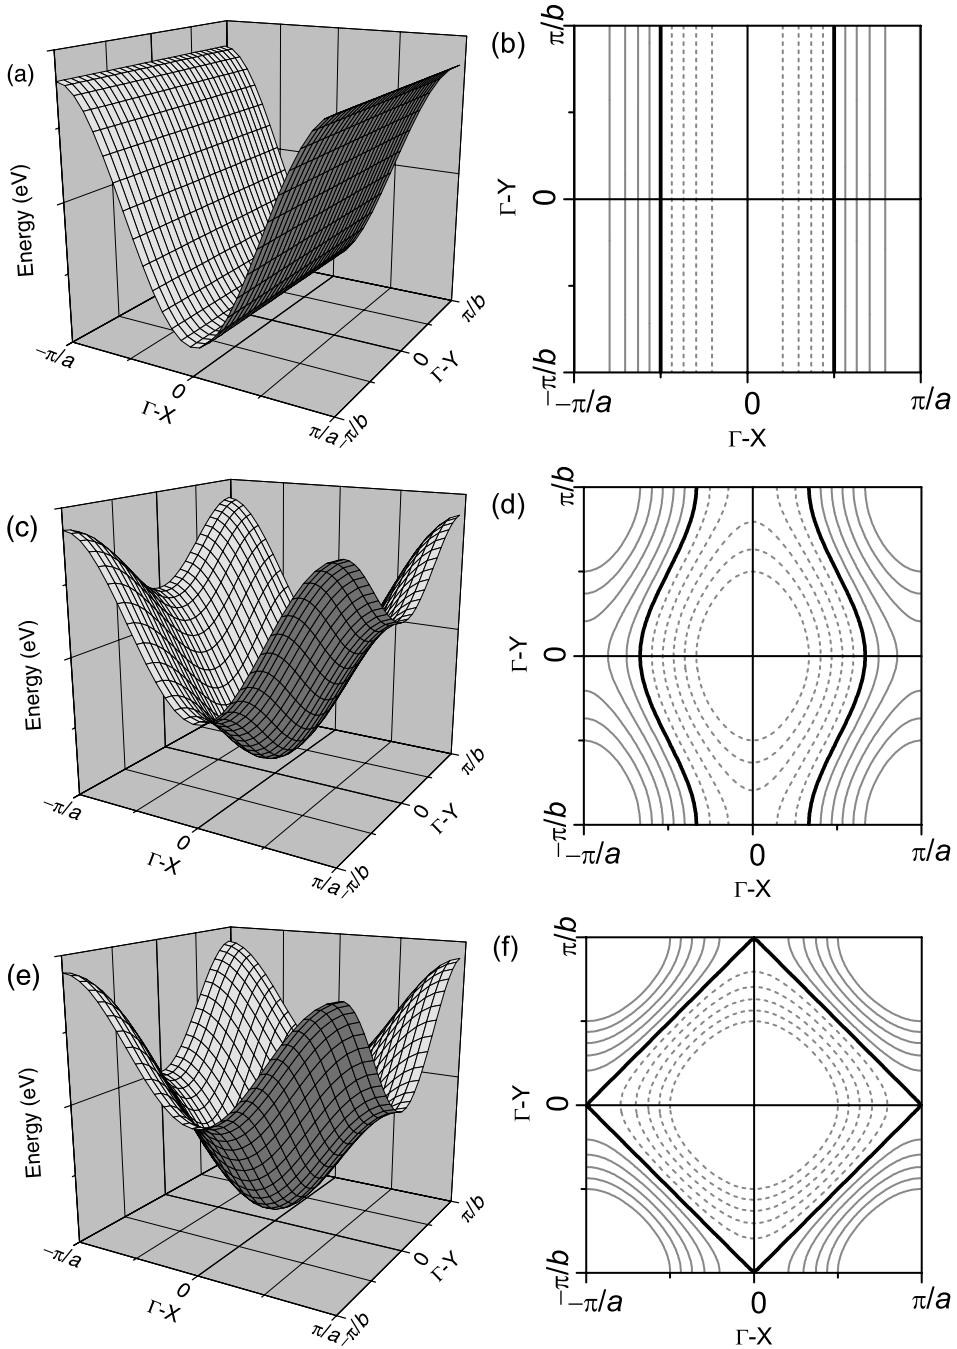 (a)
Energy (eV)
–π/a
0
π/a
Γ-X
–π/b
0
π/b
Γ-Y
(b)
π/b
0
–π/b
Γ-Y
–π/a
0
π/a
Γ-X
(c)
Energy (eV)
–π/a
0
π/a
Γ-X
–π/b
0
π/b
Γ-Y
(d)
π/b
0
–π/b
Γ-Y
–π/a
0
π/a
Γ-X
(e)
Energy (eV)
–π/a
0
π/a
Γ-X
–π/b
0
π/b
Γ-Y
(f)
π/b
0
–π/b
Γ-Y
–π/a
0
π/a
Γ-X